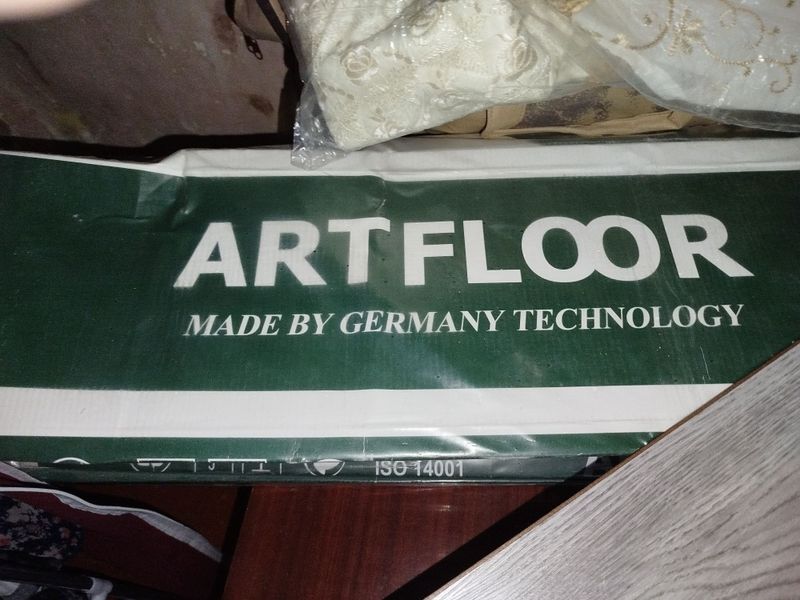 ARTFLOOR
MADE BY GERMANY TECHNOLOGY
ISO 14001